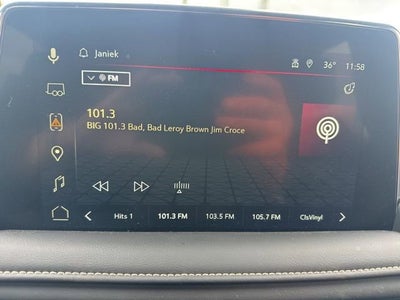 Janiek
36° 11:58
FM
101.3
BIG 101.3 Bad, Bad Leroy Brown Jim Croce
Hits 1 101.3 FM 103.5 FM 105.7 FM ClsVinyl